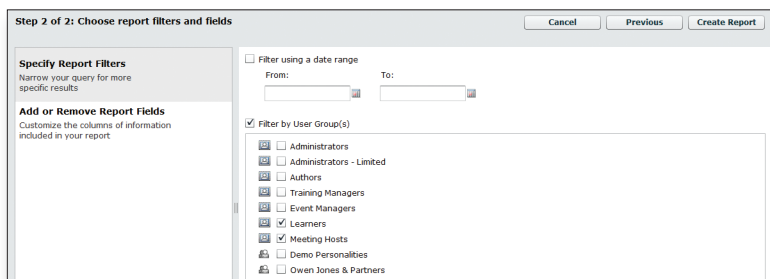 Step 2 of 2: Choose report filters and fields
Cancel
Previous
Create Report
Specify Report Filters
Narrow your query for more
specific results
Add or Remove Report Fields
Customize the columns of information
included in your report
Filter using a date range
From:
To:
Filter by User Group(s)
Administrators
Administrators - Limited
Authors
Training Managers
Event Managers
Learners
Meeting Hosts
Demo Personalities
Owen Jones & Partners